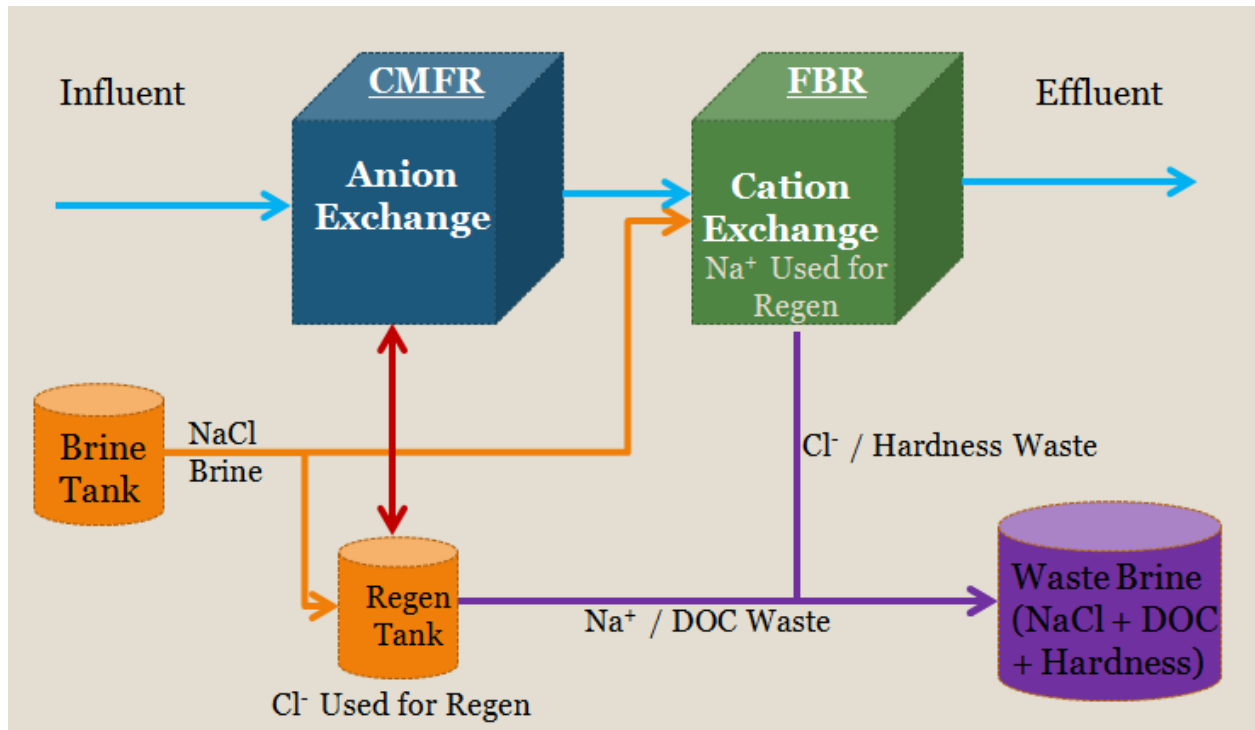 Influent
CMFR
Anion
Exchange
FBR
Cation
Exchange
Na⁺ Used for
Regen
Effluent
Brine
Tank
NaCl
Brine
Cl⁻ / Hardness Waste
Regen
Tank
Cl⁻ Used for Regen
Na⁺ / DOC Waste
Waste Brine
(NaCl + DOC
+ Hardness)